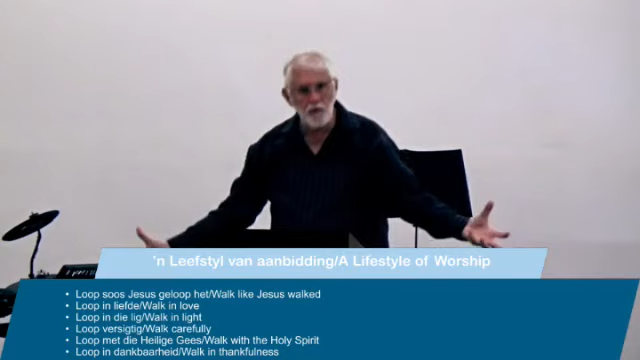 'n Leefstyl van aanbidding/A Lifestyle of Worship
• Loop soos Jesus geloop het/Walk like Jesus walked
• Loop in liefde/Walk in love
• Loop in die lig/Walk in light
• Loop versigtig/Walk carefully
• Loop met die Heilige Gees/Walk with the Holy Spirit
• Loop in dankbaarheid/Walk in thankfulness